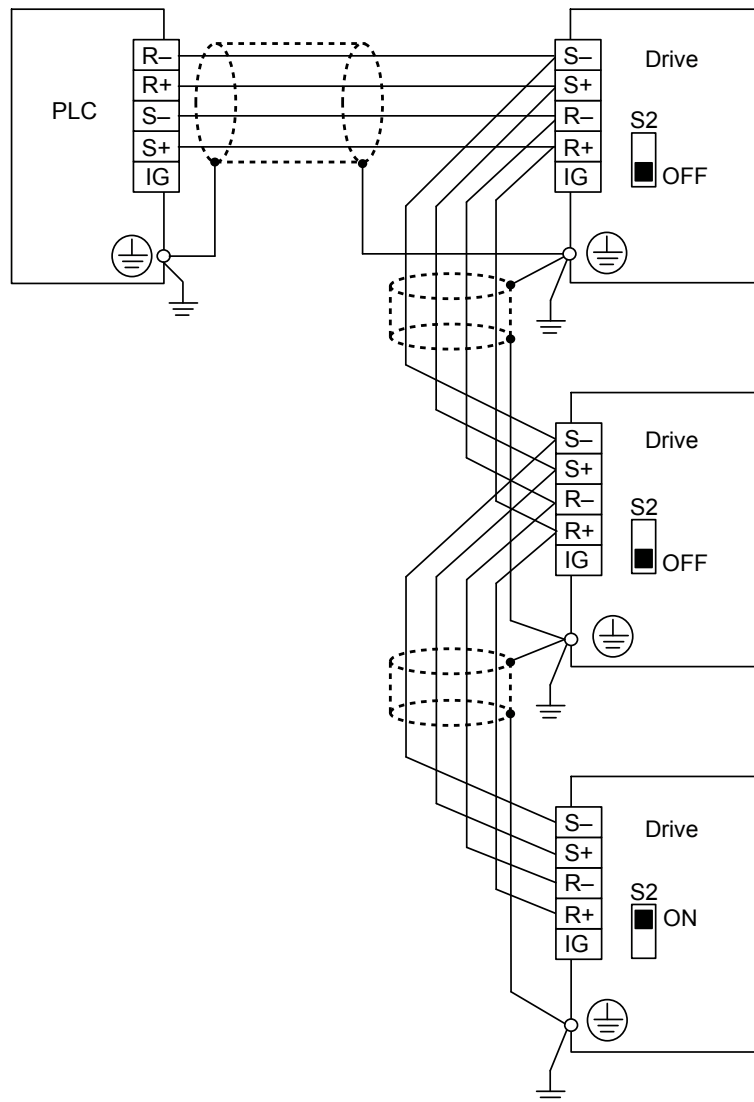 PLC
R–
R+
S–
S+
IG
S–
S+
R–
R+
IG
Drive
S2
OFF
S–
S+
R–
R+
IG
Drive
S2
OFF
S–
S+
R–
R+
IG
Drive
S2
ON